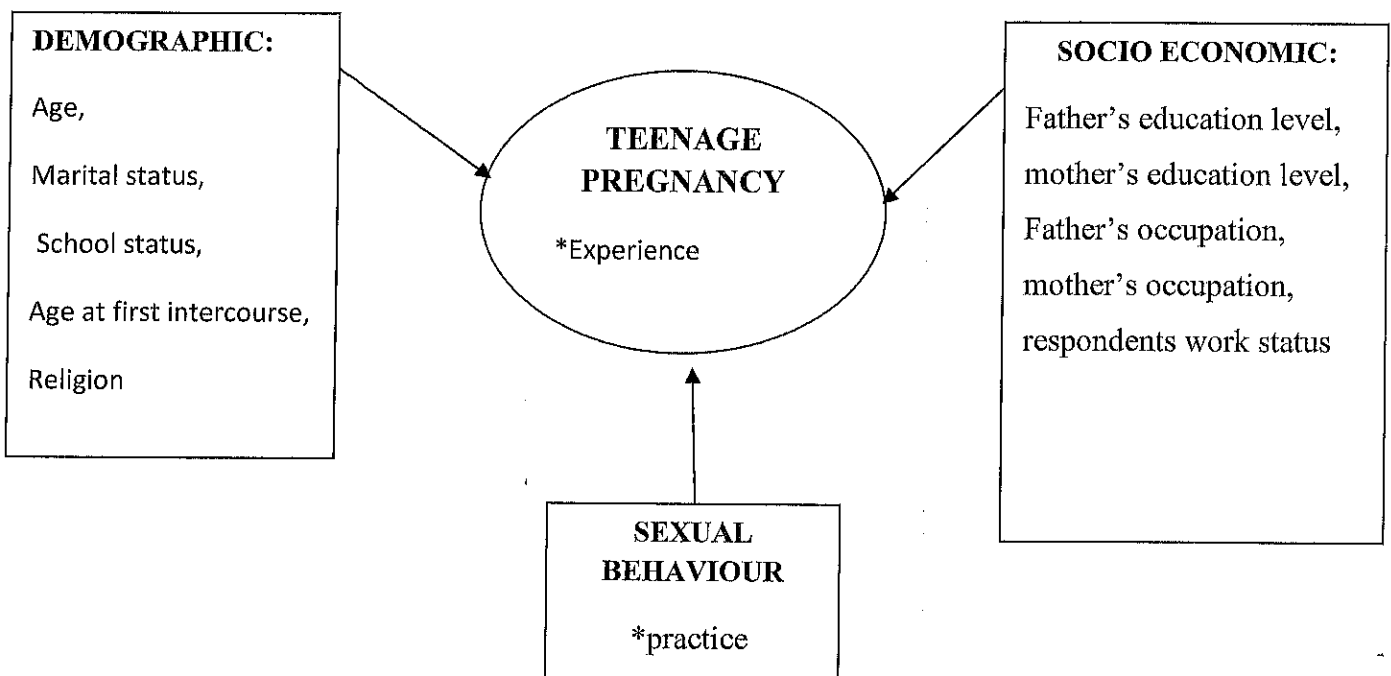 DEMOGRAPHIC:
Age,
Marital status,
School status,
Age at first intercourse,
Religion
TEENAGE
PREGNANCY
*Experience
SOCIO ECONOMIC:
Father's education level,
mother's education level,
Father's occupation,
mother's occupation,
respondents work status
SEXUAL
BEHAVIOUR
*practice